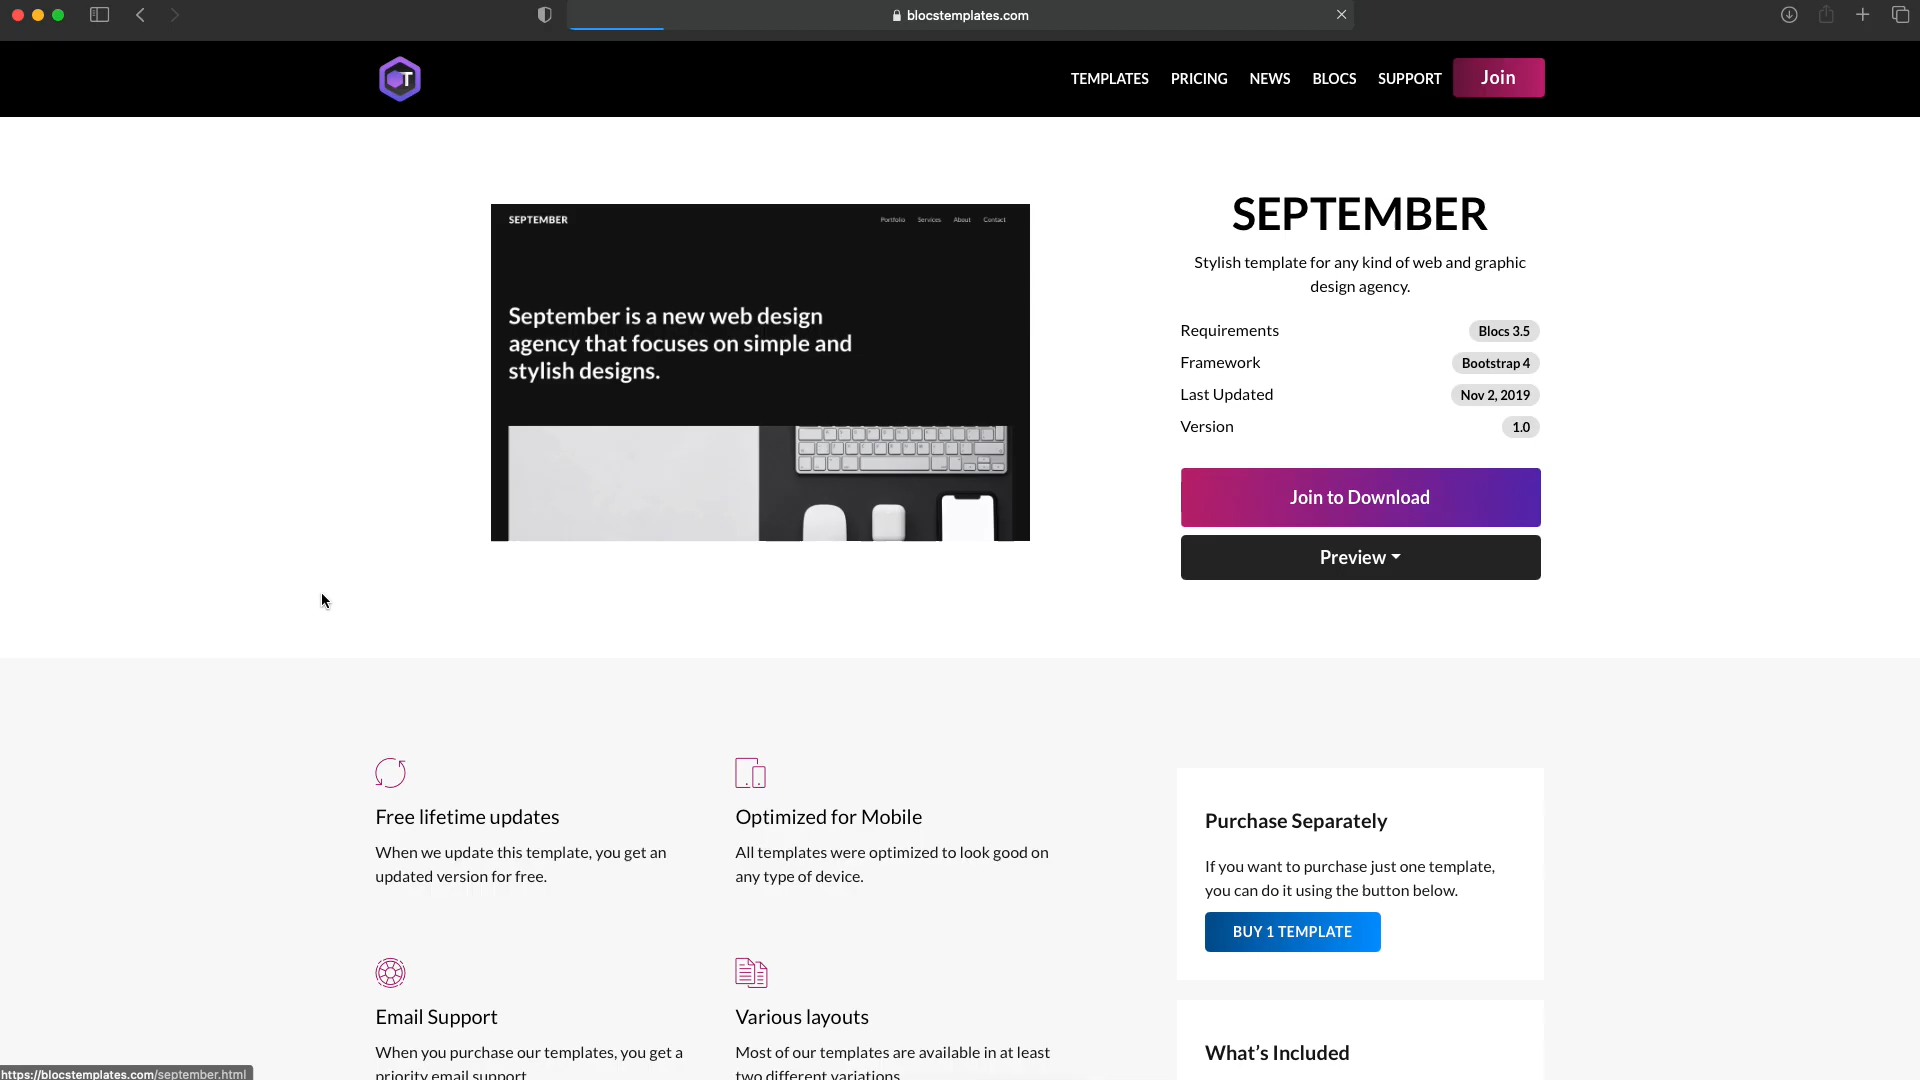 blocstemplates.com
T
TEMPLATES PRICING NEWS BLOCS SUPPORT Join
SEPTEMBER Portfolio Services About Contact
September is a new web design
agency that focuses on simple and
stylish designs.
SEPTEMBER
Stylish template for any kind of web and graphic
design agency.
Requirements Blocs 3.5
Framework Bootstrap 4
Last Updated Nov 2, 2019
Version 1.0
Join to Download
Preview
Free lifetime updates
When we update this template, you get an
updated version for free.
Optimized for Mobile
All templates were optimized to look good on
any type of device.
Purchase Separately
If you want to purchase just one template,
you can do it using the button below.
BUY 1 TEMPLATE
Email Support
When you purchase our templates, you get a
priority email support
Various layouts
Most of our templates are available in at least
two different variations
What's Included
https://blocstemplates.com/september.html